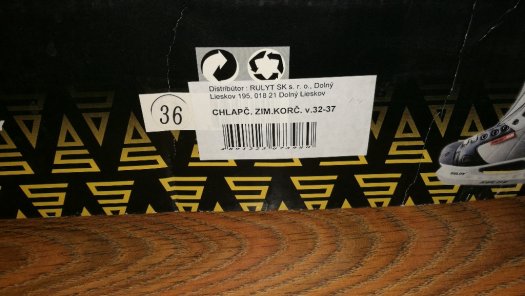 Distribútor : RULYT SK s. r. o., Dolný
Lieskov 195, 018 21 Dolný Lieskov
36
CHLAPČ. ZIM.KORČ. v.32-37